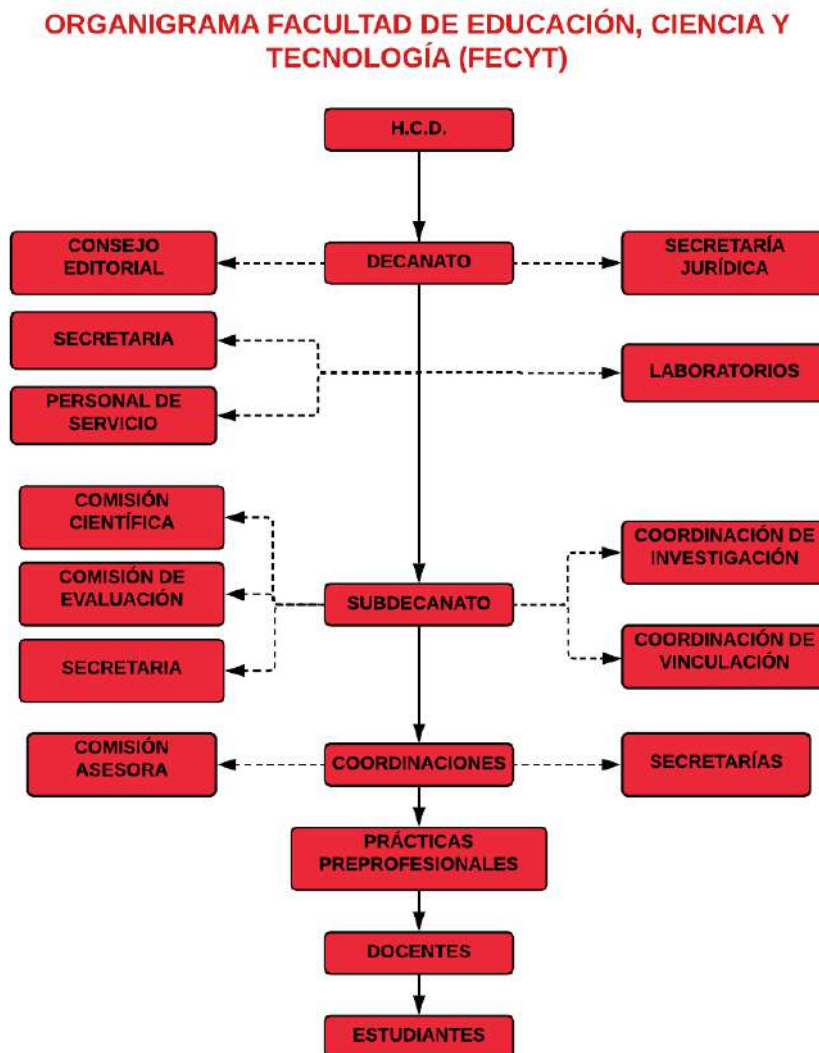 ORGANIGRAMA FACULTAD DE EDUCACIÓN, CIENCIA Y
TECNOLOGÍA (FECYT)
H.C.D.
CONSEJO
EDITORIAL
DECANATO
SECRETARÍA
JURÍDICA
SECRETARIA
LABORATORIOS
PERSONAL DE
SERVICIO
COMISIÓN
CIENTÍFICA
COORDINACIÓN DE
INVESTIGACIÓN
COMISIÓN DE
EVALUACIÓN
SUBDECANATO
SECRETARIA
COORDINACIÓN DE
VINCULACIÓN
COMISIÓN
ASESORA
COORDINACIONES
SECRETARÍAS
PRÁCTICAS
PREPROFESIONALES
DOCENTES
ESTUDIANTES